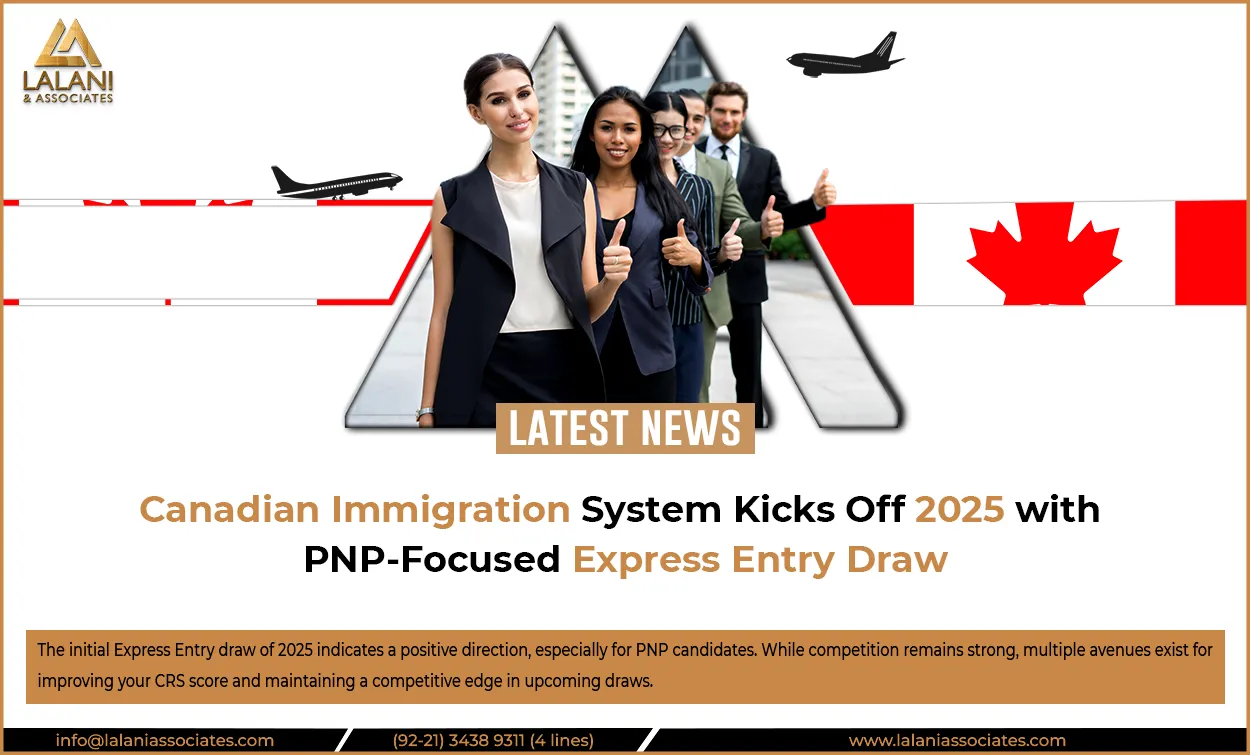 LALANI
& ASSOCIATES
LATEST NEWS
Canadian Immigration System Kicks Off 2025 with
PNP-Focused Express Entry Draw
The initial Express Entry draw of 2025 indicates a positive direction, especially for PNP candidates. While competition remains strong, multiple avenues exist for
improving your CRS score and maintaining a competitive edge in upcoming draws.
info@lalaniassociates.com
(92-21) 3438 9311 (4 lines)
www.lalaniassociates.com